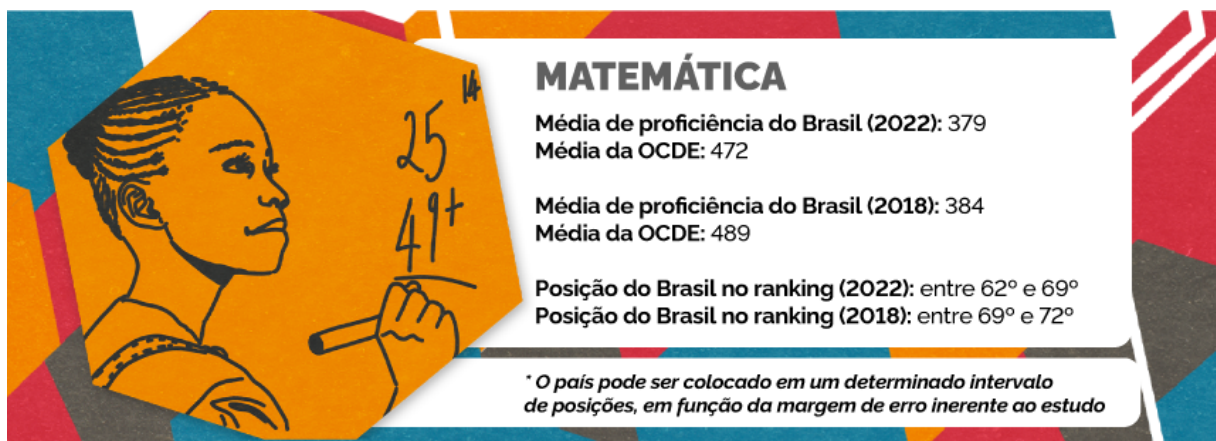 14
25
49+
MATEMÁTICA
Média de proficiência do Brasil (2022): 379
Média da OCDE: 472
Média de proficiência do Brasil (2018): 384
Média da OCDE: 489
Posição do Brasil no ranking (2022): entre 62º e 69º
Posição do Brasil no ranking (2018): entre 69º e 72º
* O país pode ser colocado em um determinado intervalo
de posições, em função da margem de erro inerente ao estudo